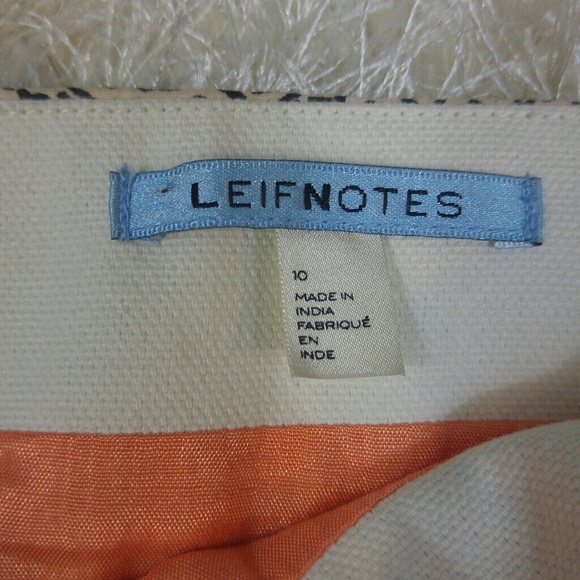 LEIFNOTES
10
MADE IN
INDIA
FABRIQUÉ
EN
INDE